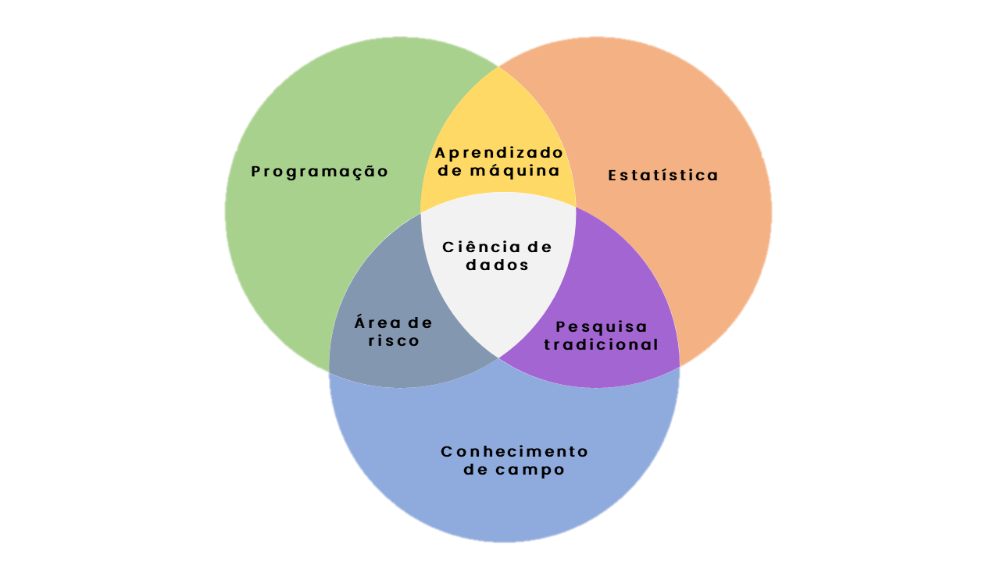 Aprendizado
de máquina
Programação
Estatística
Ciência de
dados
Área de
risco
Pesquisa
tradicional
Conhecimento
de campo